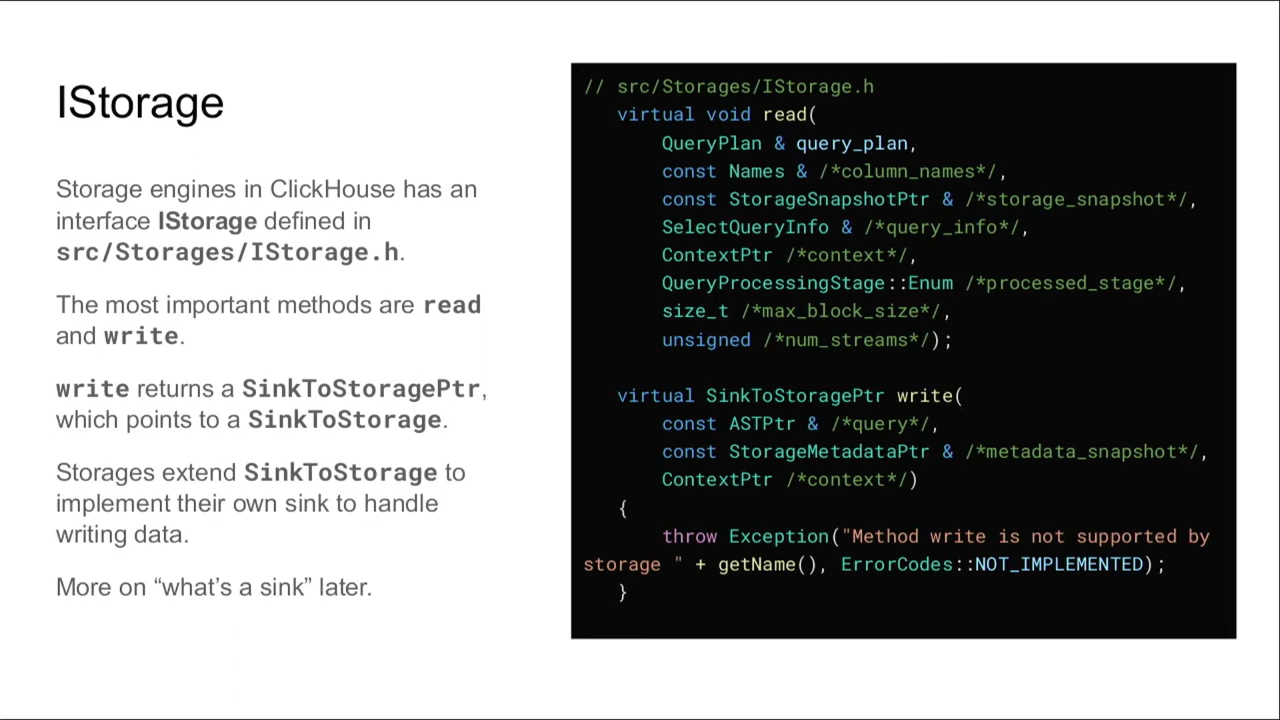 IStorage
Storage engines in ClickHouse has an
interface IStorage defined in
src/Storages/IStorage.h.
The most important methods are read
and write.
write returns a SinkToStoragePtr,
which points to a SinkToStorage.
Storages extend SinkToStorage to
implement their own sink to handle
writing data.
More on “what’s a sink” later.
// src/Storages/IStorage.h
virtual void read(
QueryPlan & query_plan,
const Names & /*column_names*/,
const StorageSnapshotPtr & /*storage_snapshot*/,
SelectQueryInfo & /*query_info*/,
ContextPtr /*context*/,
QueryProcessingStage::Enum /*processed_stage*/,
size_t /*max_block_size*/,
unsigned /*num_streams*/);
virtual SinkToStoragePtr write(
const ASTPtr & /*query*/,
const StorageMetadataPtr & /*metadata_snapshot*/,
ContextPtr /*context*/)
{
throw Exception("Method write is not supported by
storage " + getName(), ErrorCodes::NOT_IMPLEMENTED);
}